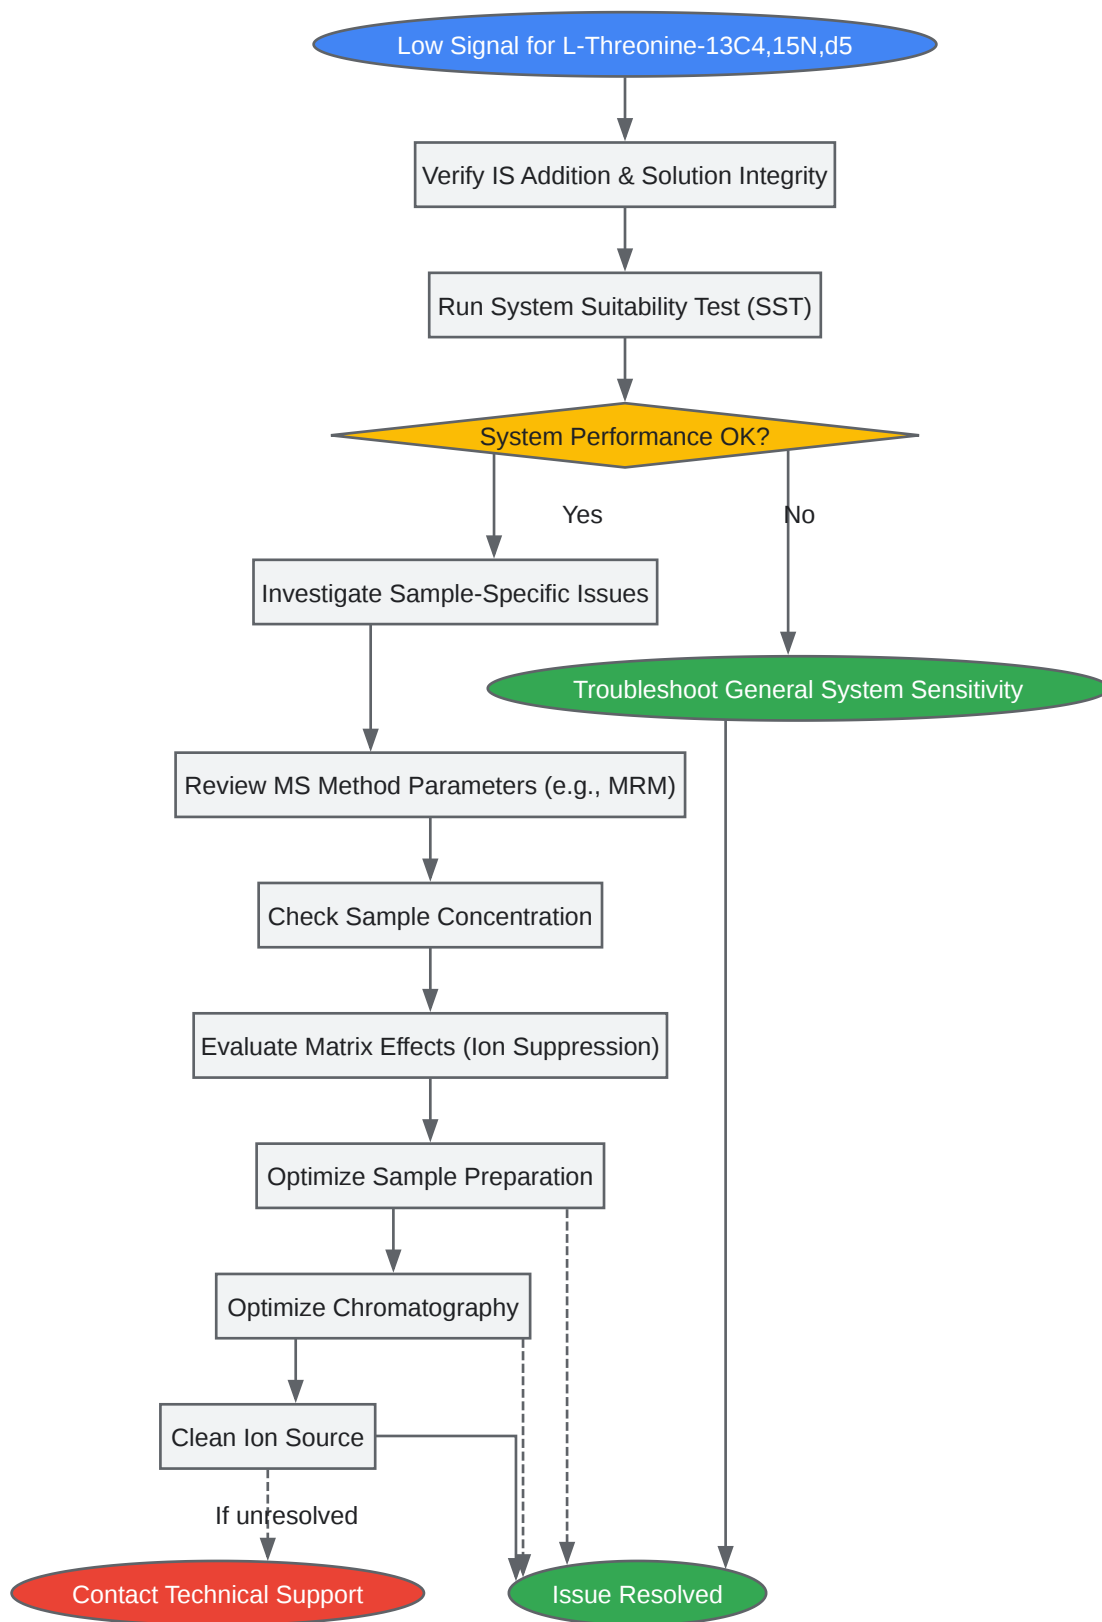 Low Signal for L-Threonine-13C4,15N,d5
Verify IS Addition & Solution Integrity
Run System Suitability Test (SST)
System Performance OK?
Yes
No
Investigate Sample-Specific Issues
Troubleshoot General System Sensitivity
Review MS Method Parameters (e.g., MRM)
Check Sample Concentration
Evaluate Matrix Effects (Ion Suppression)
Optimize Sample Preparation
Optimize Chromatography
Clean Ion Source
If unresolved
Contact Technical Support
Issue Resolved